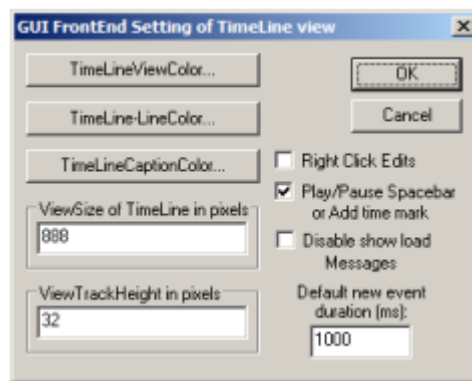 GUI FrontEnd Setting of TimeLine view
TimeLineViewColor...
OK
TimeLine-LineColor...
Cancel
TimeLineCaptionColor...
Right Click Edits
Play/Pause Spacebar
or Add time mark
ViewSize of TimeLine in pixels
888
Disable show load
Messages
ViewTrackHeight in pixels
32
Default new event
duration (ms):
1000